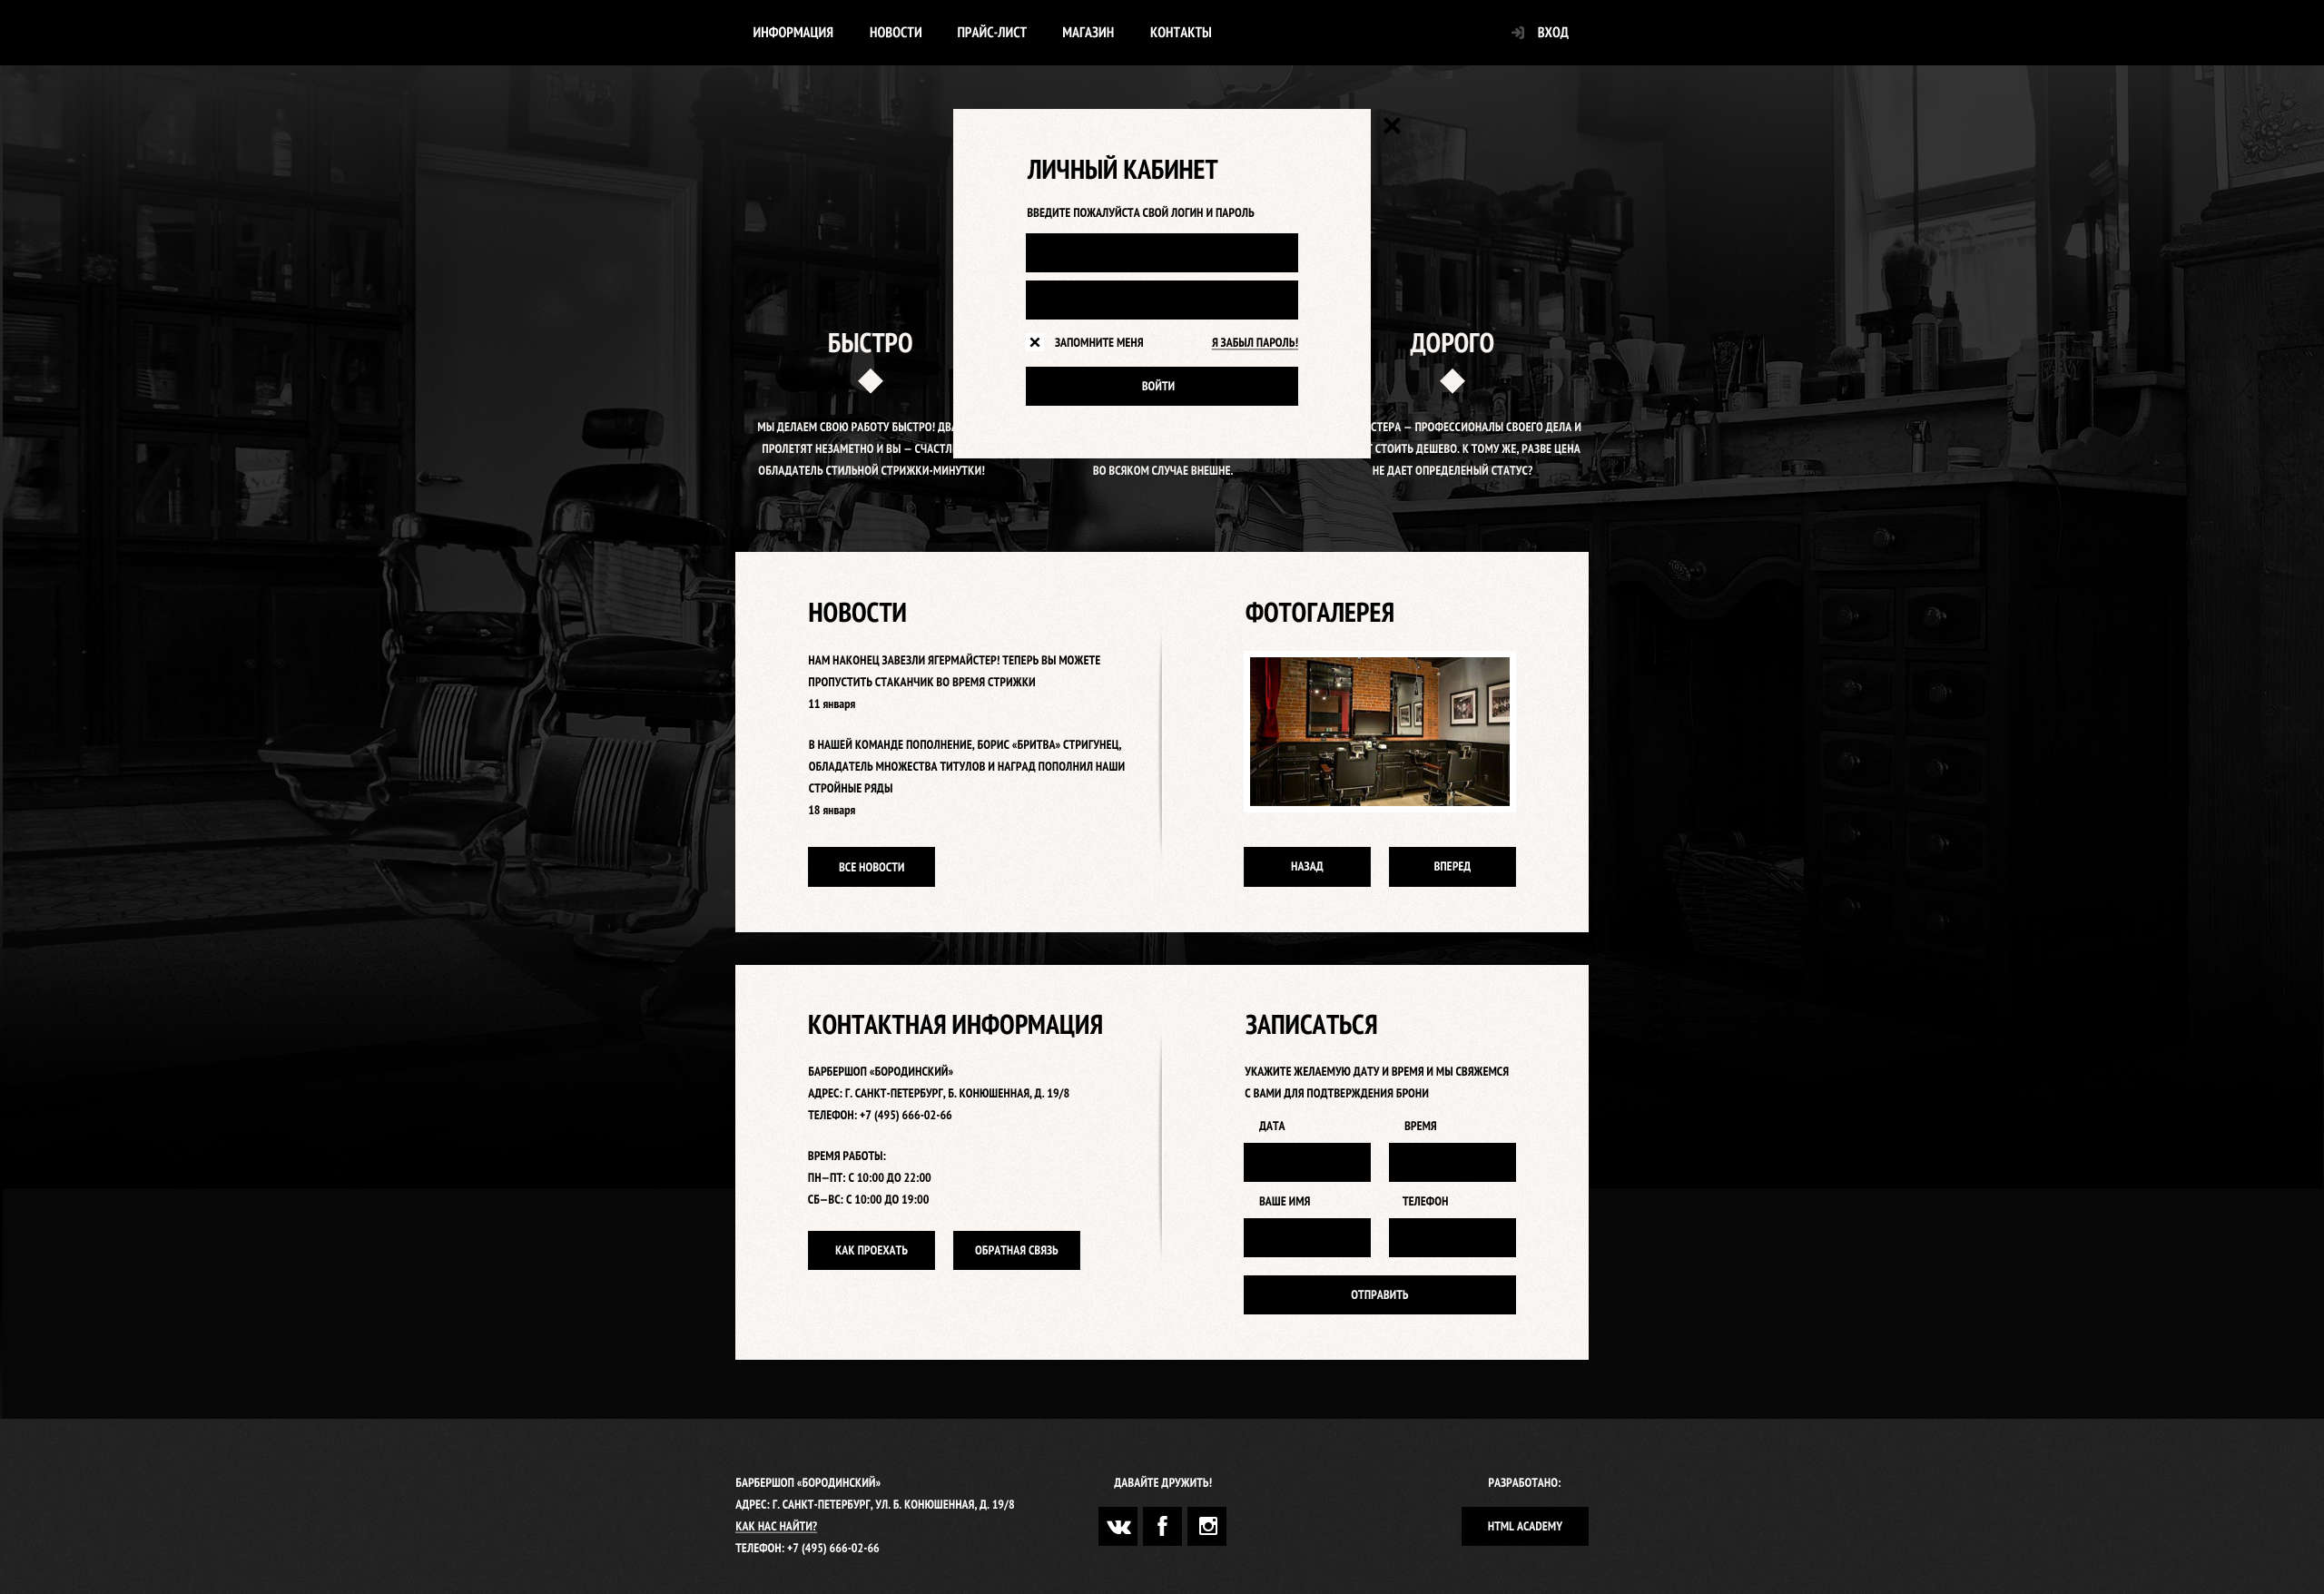 ИНФОРМАЦИЯ НОВОСТИ ПРАЙС-ЛИСТ МАГАЗИН КОНТАКТЫ ВХОД
ЛИЧНЫЙ КАБИНЕТ
ВВЕДИТЕ ПОЖАЛУЙСТА СВОЙ ЛОГИН И ПАРОЛЬ
ЗАПОМНИТЕ МЕНЯ Я ЗАБЫЛ ПАРОЛЬ!
ВОЙТИ
БЫСТРО
МЫ ДЕЛАЕМ СВОЮ РАБОТУ БЫСТРО!
ПРОЛЕТЯТ НЕЗАМЕТНО И ВЫ —
ОБЛАДАТЕЛЬ СТИЛЬНОЙ СТРИЖКИ-МИНУТКИ!
ВО ВСЯКОМ СЛУЧАЕ ВНЕШНЕ.
ДОРОГО
— ПРОФЕССИОНАЛЫ СВОЕГО ДЕЛА И
СТОИТЬ ДЕШЕВО. К ТОМУ ЖЕ, РАЗВЕ ЦЕНА
НЕ ДАЕТ ОПРЕДЕЛЕНЫЙ СТАТУС?
НОВОСТИ
НАМ НАКОНЕЦ ЗАВЕЗЛИ ЯГЕРМАЙСТЕР! ТЕПЕРЬ ВЫ МОЖЕТЕ
ПРОПУСТИТЬ СТАКАНЧИК ВО ВРЕМЯ СТРИЖКИ
11 января
В НАШЕЙ КОМАНДЕ ПОПОЛНЕНИЕ, БОРИС «БРИТВА» СТРИГУНЕЦ,
ОБЛАДАТЕЛЬ МНОЖЕСТВА ТИТУЛОВ И НАГРАД ПОПОЛНИЛ НАШИ
СТРОЙНЫЕ РЯДЫ
18 января
ВСЕ НОВОСТИ
ФОТОГАЛЕРЕЯ
НАЗАД ВПЕРЕД
КОНТАКТНАЯ ИНФОРМАЦИЯ
БАРБЕРШОП «БОРОДИНСКИЙ»
АДРЕС: Г. САНКТ-ПЕТЕРБУРГ, Б. КОНЮШЕННАЯ, Д. 19/8
ТЕЛЕФОН: +7 (495) 666-02-66
ВРЕМЯ РАБОТЫ:
ПН—ПТ: С 10:00 ДО 22:00
СБ—ВС: С 10:00 ДО 19:00
КАК ПРОЕХАТЬ ОБРАТНАЯ СВЯЗЬ
ЗАПИСАТЬСЯ
УКАЖИТЕ ЖЕЛАЕМУЮ ДАТУ И ВРЕМЯ И МЫ СВЯЖЕМСЯ
С ВАМИ ДЛЯ ПОДТВЕРЖДЕНИЯ БРОНИ
ДАТА ВРЕМЯ
ВАШЕ ИМЯ ТЕЛЕФОН
ОТПРАВИТЬ
БАРБЕРШОП «БОРОДИНСКИЙ»
АДРЕС: Г. САНКТ-ПЕТЕРБУРГ, УЛ. Б. КОНЮШЕННАЯ, Д. 19/8
КАК НАС НАЙТИ?
ТЕЛЕФОН: +7 (495) 666-02-66
ДАВАЙТЕ ДРУЖИТЬ!
РАЗРАБОТАНО:
HTML ACADEMY